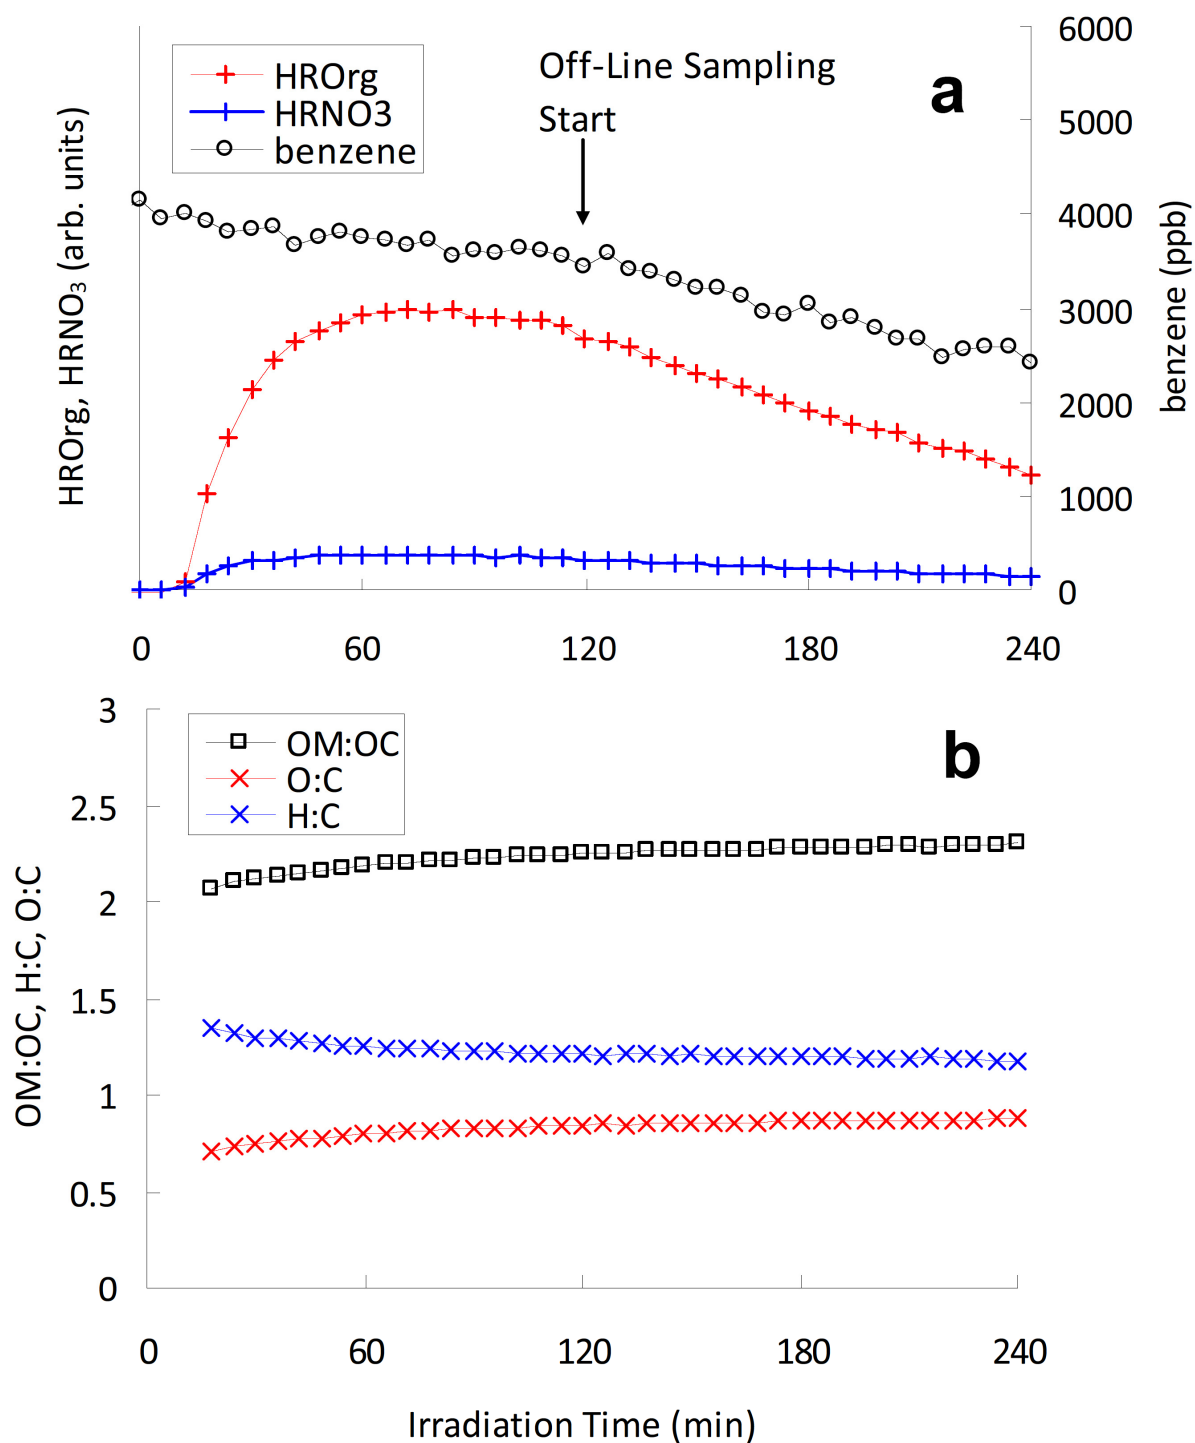 HROrg
HRNO3
benzene
Off-Line Sampling
Start
a
HROrg, HRNO₃ (arb. units)
6000
5000
4000
3000
2000
1000
0
benzene (ppb)
0
60
120
180
240
3
2.5
2
1.5
1
0.5
0
OM:OC
O:C
H:C
b
OM:OC, H:C, O:C
0
60
120
180
240
Irradiation Time (min)